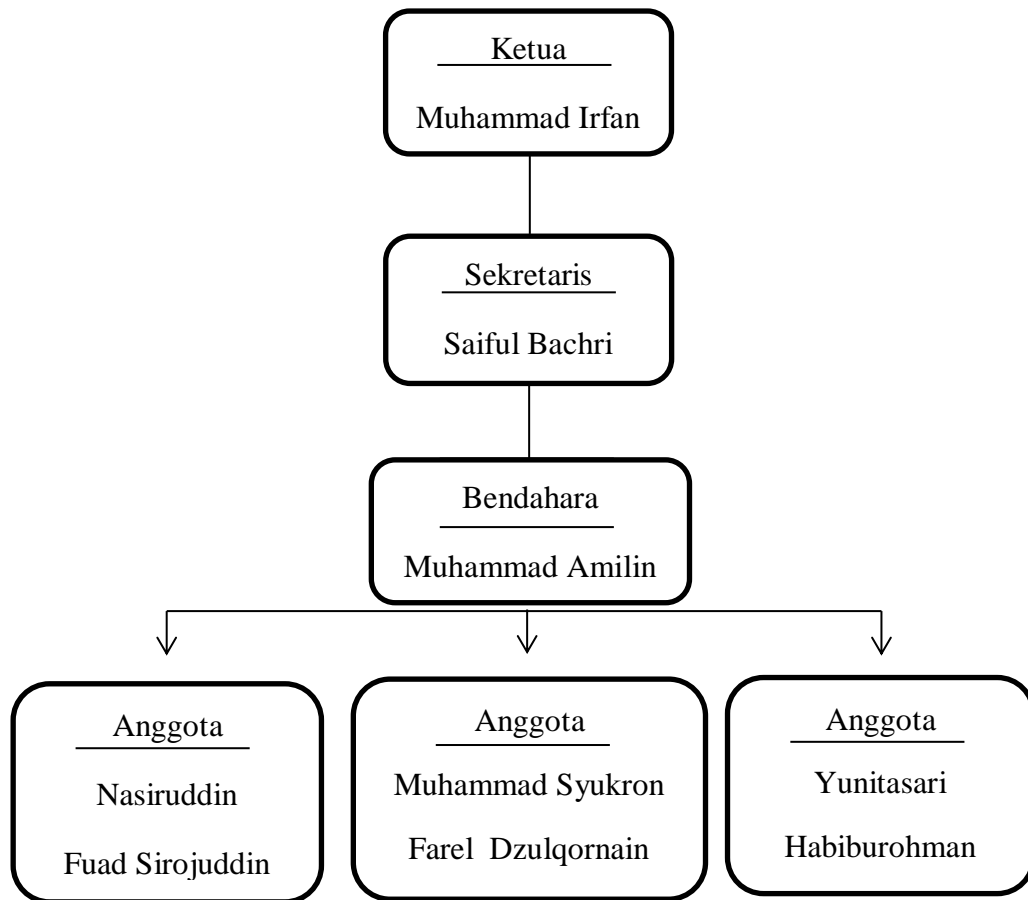 Ketua
Muhammad Irfan
Sekretaris
Saiful Bachri
Bendahara
Muhammad Amilin
Anggota
Nasiruddin
Fuad Sirojuddin
Anggota
Muhammad Syukron
Farel Dzulqornain
Anggota
Yunitasari
Habiburohman